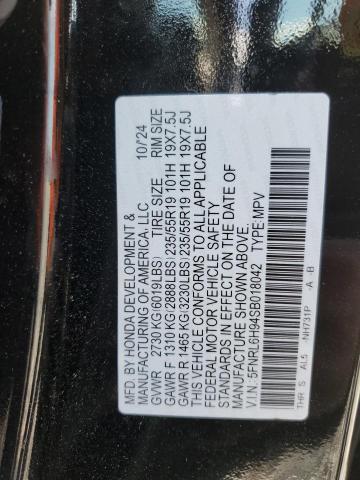 MFD BY HONDA DEVELOPMENT & 10/24
MANUFACTURING OF AMERICA, LLC
GVWR 2730 KG(6019LBS) TIRE SIZE RIM SIZE
GAWR F 1310 KG(2888LBS)235/55R19 101H 19X7.5J
GAWR R 1465 KG(3230LBS)235/55R19 101H 19X7.5J
THIS VEHICLE CONFORMS TO ALL APPLICABLE
FEDERAL MOTOR VEHICLE SAFETY
STANDARDS IN EFFECT ON THE DATE OF
MANUFACTURE SHOWN ABOVE.
V.I.N: 5FNRL6H94SB018042 TYPE:MPV
THR S AL5 NH731P -A -B